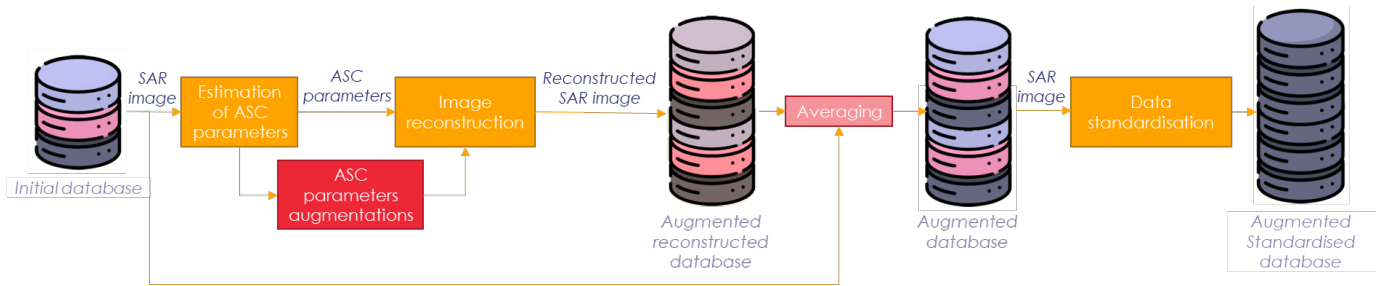 Initial database
SAR
image
Estimation
of ASC
parameters
ASC
parameters
ASC
parameters
augmentations
Image
reconstruction
Reconstructed
SAR image
Augmented
reconstructed
database
Averaging
Augmented
database
SAR
image
Data
standardisation
Augmented
Standardised
database